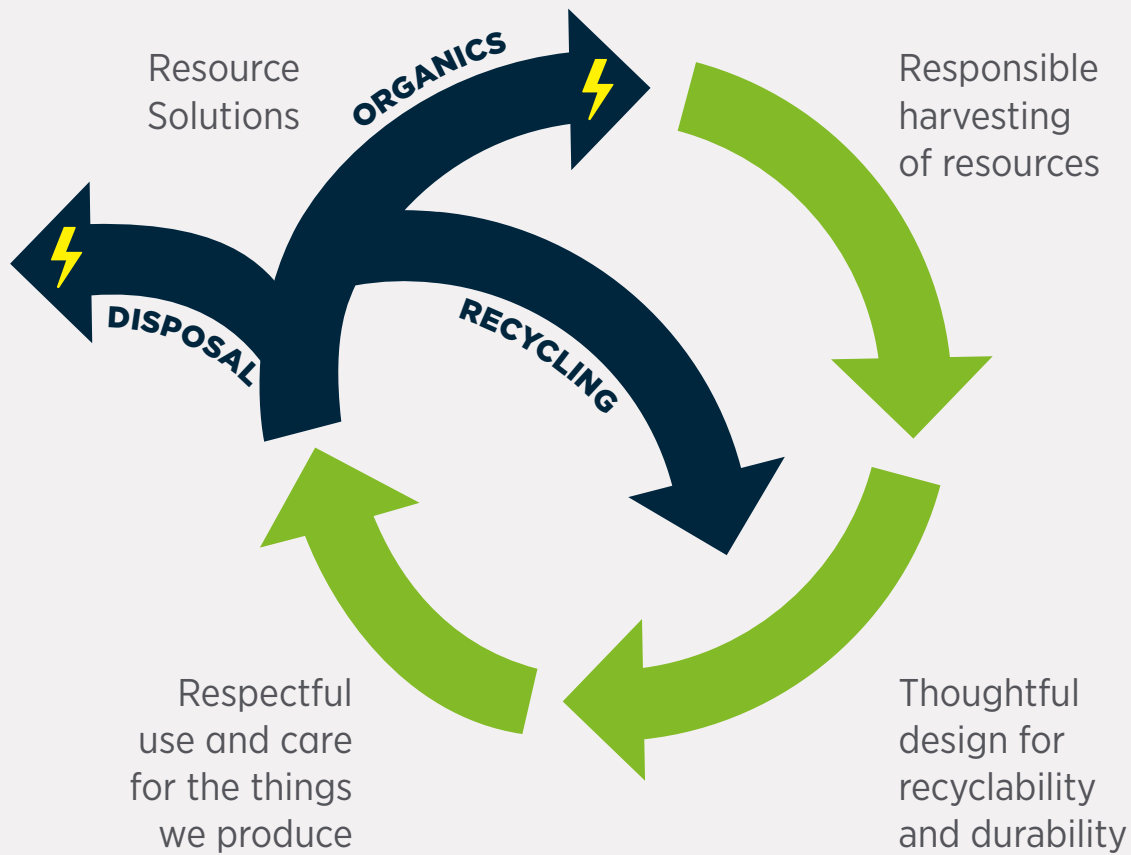 Resource
Solutions
ORGANICS
Responsible
harvesting
of resources
DISPOSAL
RECYCLING
Respectful
use and care
for the things
we produce
Thoughtful
design for
recyclability
and durability